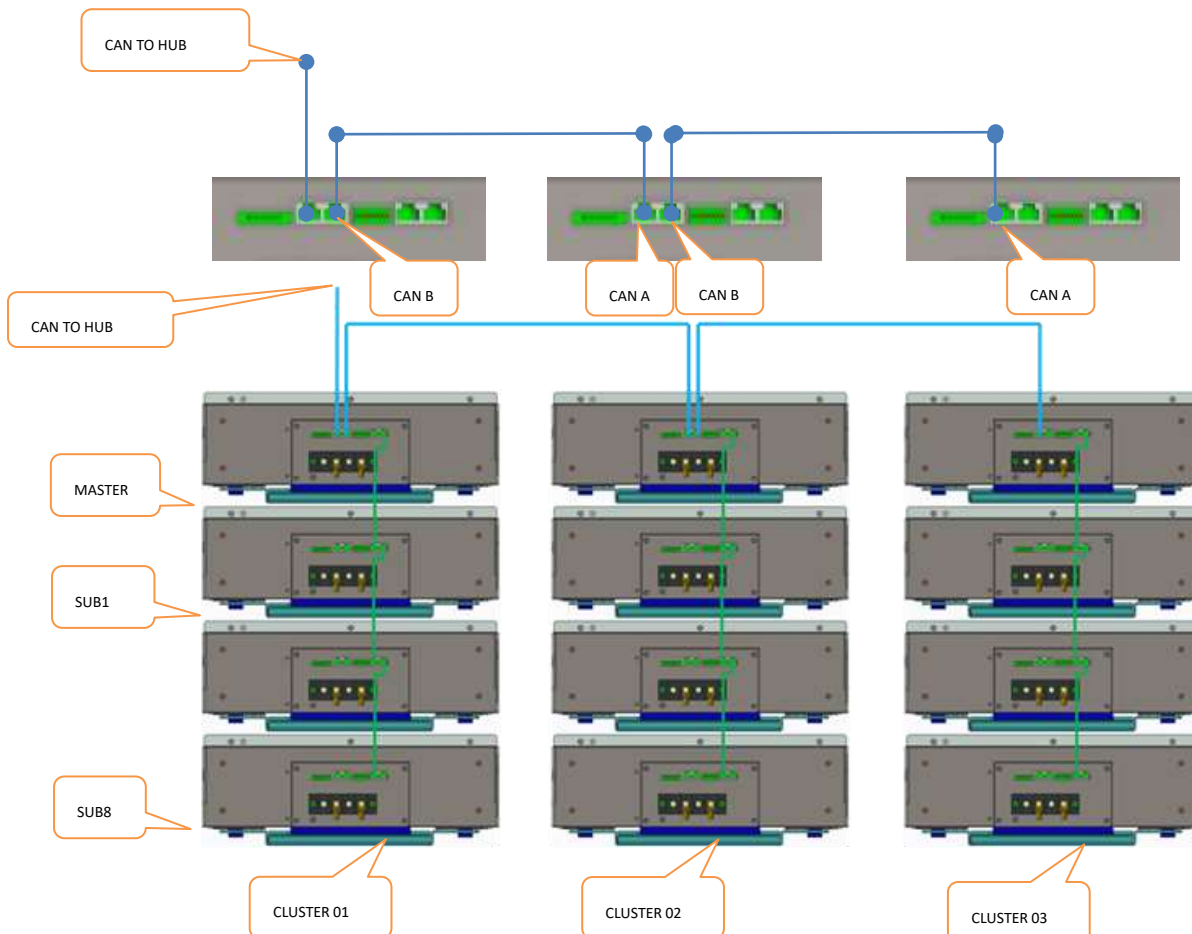 CAN TO HUB
CAN B
CAN A
CAN B
CAN A
CAN TO HUB
MASTER
SUB1
SUB8
CLUSTER 01
CLUSTER 02
CLUSTER 03